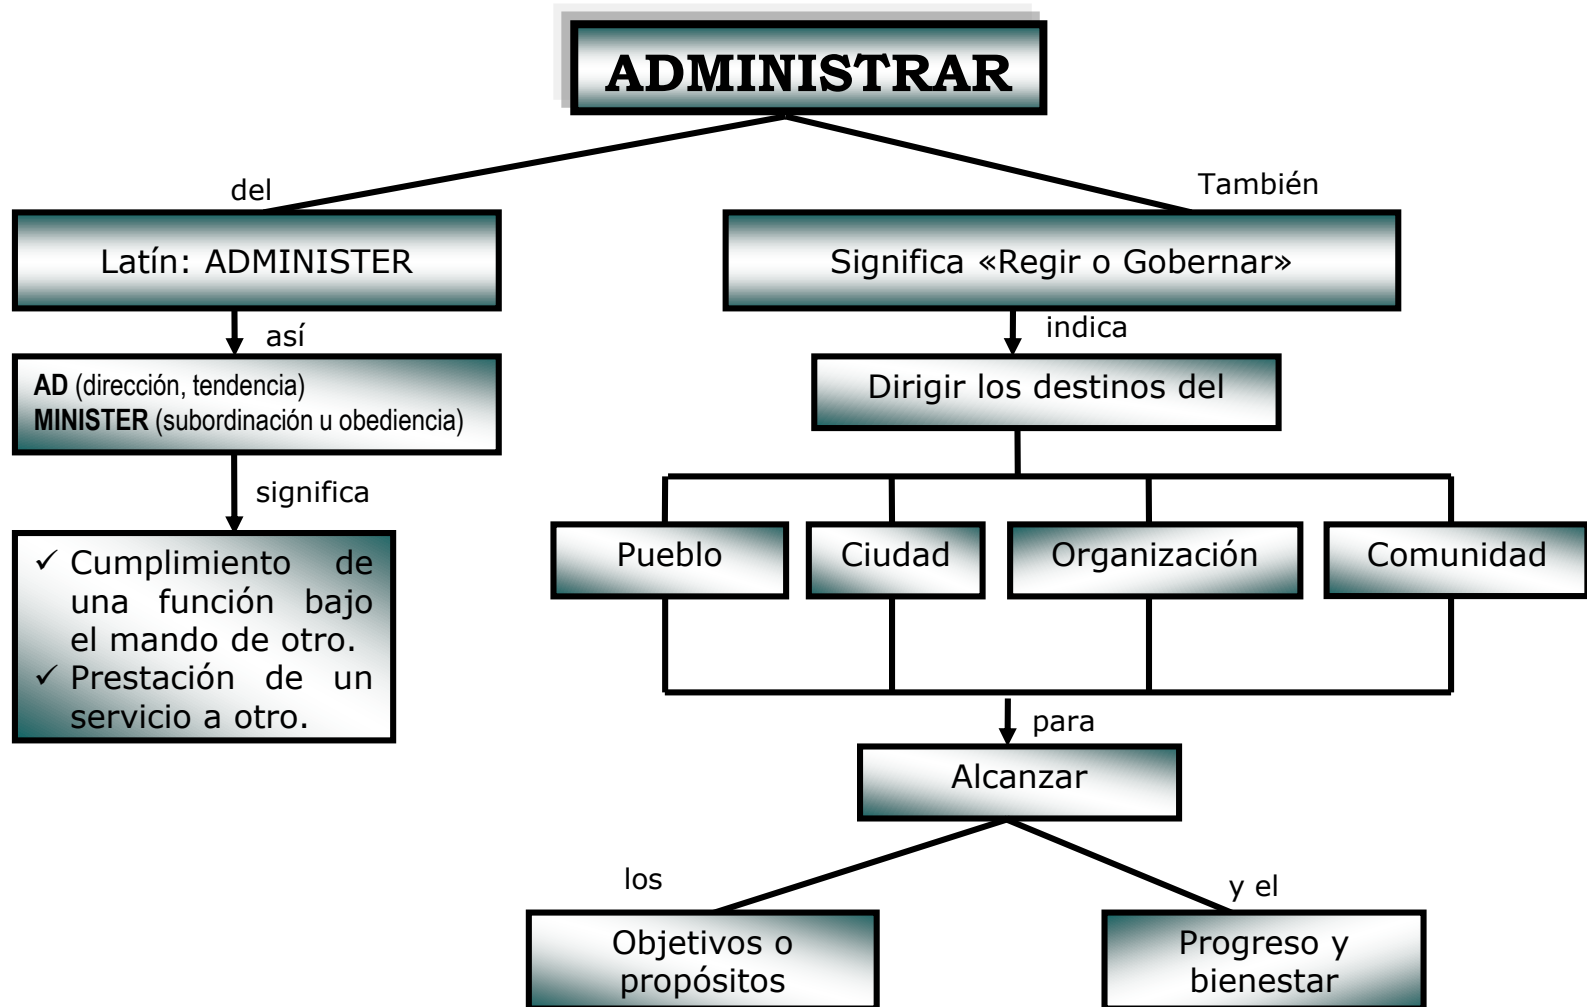 ADMINISTRAR
del
También
Latín: ADMINISTER
Significa «Regir o Gobernar»
así
indica
AD (dirección, tendencia)
MINISTER (subordinación u obediencia)
Dirigir los destinos del
significa
Pueblo
Ciudad
Organización
Comunidad
✓ Cumplimiento de
una función bajo
el mando de otro.
✓ Prestación de un
servicio a otro.
para
Alcanzar
los
y el
Objetivos o
propósitos
Progreso y
bienestar